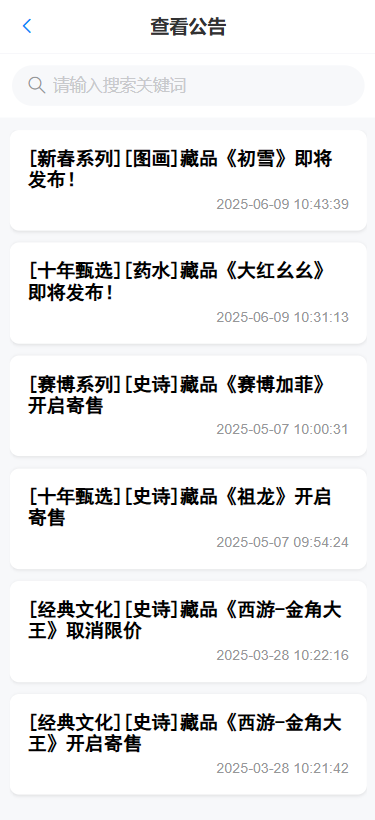 查看公告
请输入搜索关键词
[新春系列][图画]藏品《初雪》即将
发布！
2025-06-09 10:43:39
[十年甄选][药水]藏品《大红幺幺》
即将发布！
2025-06-09 10:31:13
[赛博系列][史诗]藏品《赛博加菲》
开启寄售
2025-05-07 10:00:31
[十年甄选][史诗]藏品《祖龙》开启
寄售
2025-05-07 09:54:24
[经典文化][史诗]藏品《西游-金角大
王》取消限价
2025-03-28 10:22:16
[经典文化][史诗]藏品《西游-金角大
王》开启寄售
2025-03-28 10:21:42